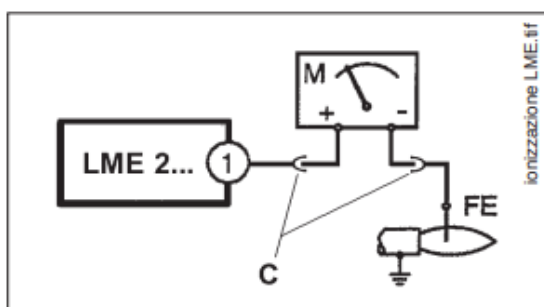 M
+ -
LME 2... 1
FE
C
ionizzazione LME.tif